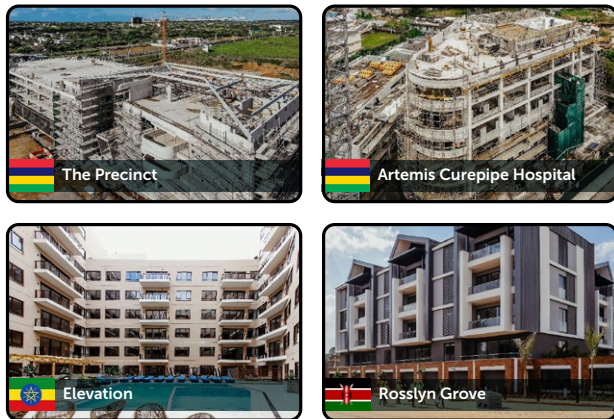 The Precinct
Artemis Curepipe Hospital
Elevation
Rosslyn Grove